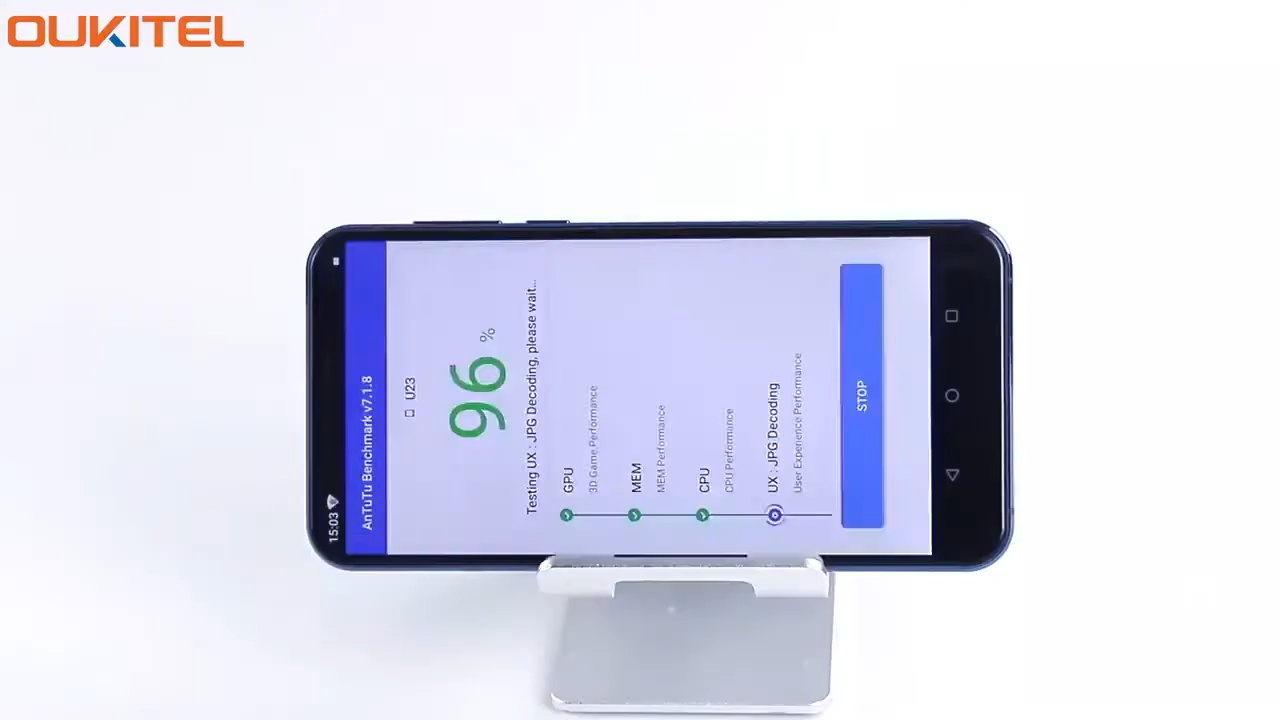 OUKITEL
15:03
AnTuTu Benchmark v7.1.8
U23
96 %
Testing UX : JPG Decoding, please wait...
GPU
3D Game Performance
MEM
MEM Performance
CPU
CPU Performance
UX : JPG Decoding
User Experience Performance
STOP